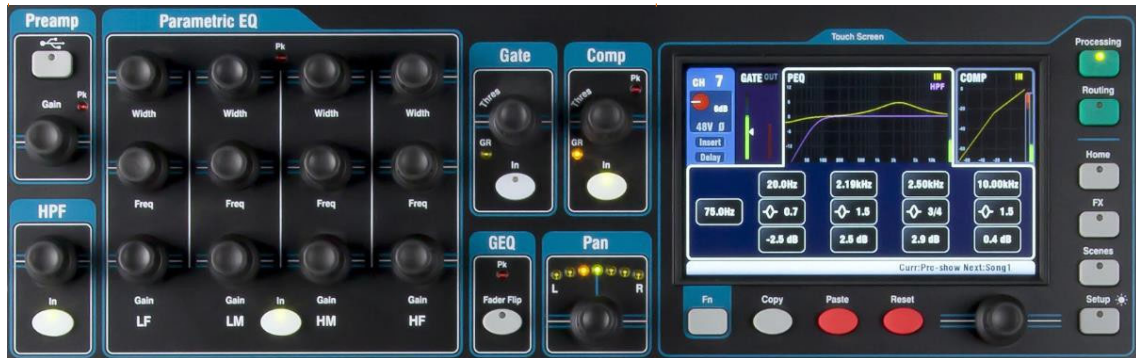 Preamp
Gain
Pk
HPF
In
Parametric EQ
Pk
Width Width Width Width
Freq Freq Freq Freq
Gain Gain In Gain Gain
LF LM HM HF
Gate
Thres
GR
In
Comp
Pk
Thres
GR
In
GEQ
Pk
Fader Flip
Pan
L R
Touch Screen
CH 7
0dB
48V Ø
Insert
Delay
GATE OUT
PEQ
IN
HPF
COMP
IN
20.0Hz 2.19kHz 2.50kHz 10.00kHz
75.0Hz 0.7 1.5 3/4 1.5
-2.5 dB 2.5 dB 2.9 dB 0.4 dB
Curr:Pre-show Next:Song1
Fn
Copy
Paste
Reset
Processing
Routing
Home
FX
Scenes
Setup